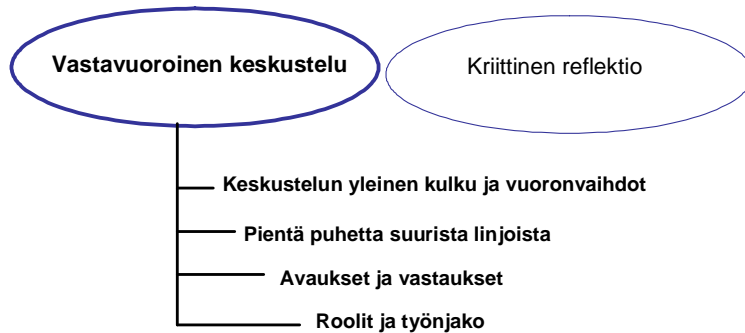 Vastavuoroinen keskustelu
Kriittinen reflektio
Keskustelun yleinen kulku ja vuoronvaihdot
Pientä puhetta suurista linjoista
Avaukset ja vastaukset
Roolit ja työnjako